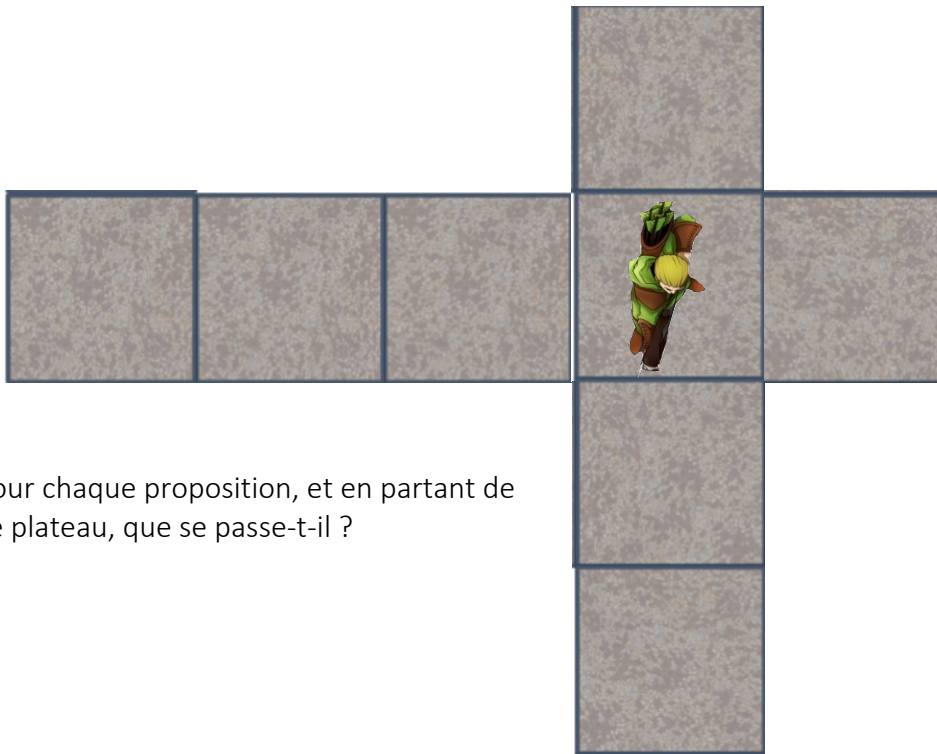 our chaque proposition, et en partant de
e plateau, que se passe-t-il ?